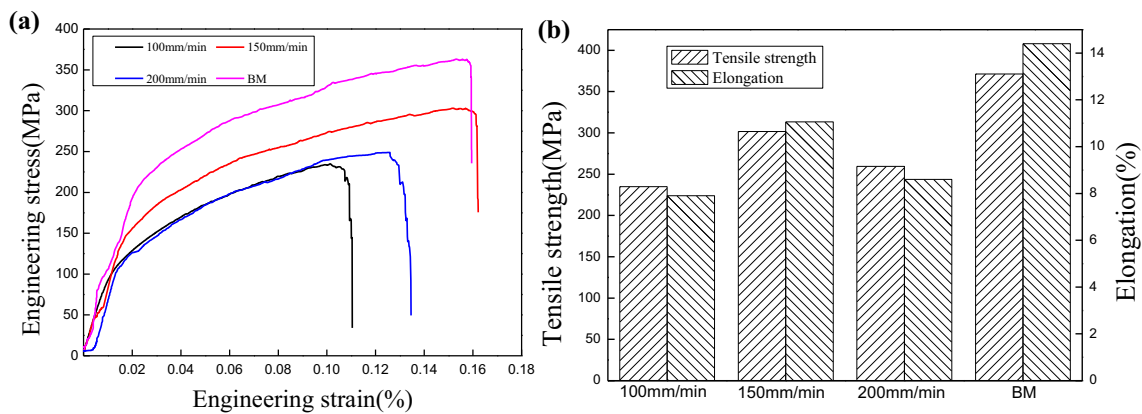 (a)
Engineering stress(MPa)
400
350
300
250
200
150
100
50
0
100mm/min
150mm/min
200mm/min
BM
0.02
0.04
0.06
0.08
0.10
0.12
0.14
0.16
0.18
Engineering strain(%)
(b)
Tensile strength(MPa)
400
350
300
250
200
150
100
50
0
Tensile strength
Elongation
100mm/min
150mm/min
200mm/min
BM
14
12
10
8
6
4
2
0
Elongation(%)